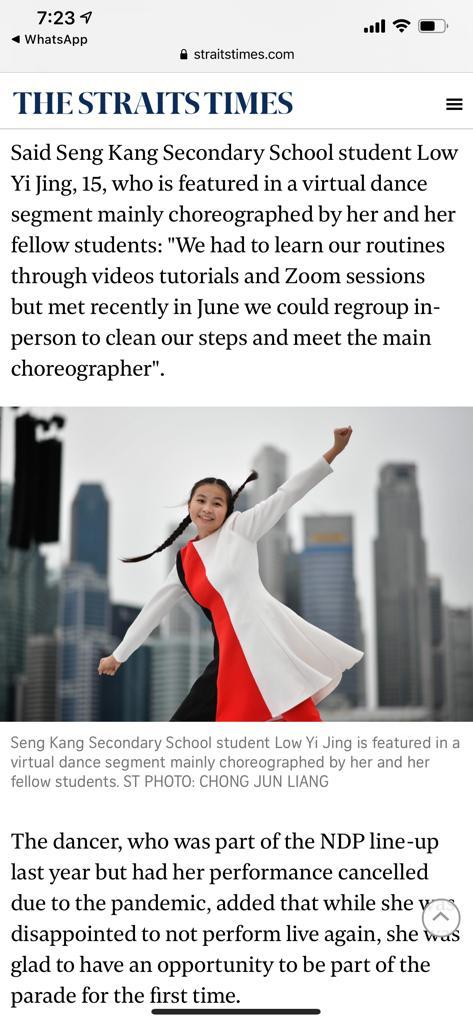 7:23
WhatsApp
straitstimes.com
THE STRAITS TIMES
Said Seng Kang Secondary School student Low
Yi Jing, 15, who is featured in a virtual dance
segment mainly choreographed by her and her
fellow students: "We had to learn our routines
through videos tutorials and Zoom sessions
but met recently in June we could regroup in-
person to clean our steps and meet the main
choreographer".
Seng Kang Secondary School student Low Yi Jing is featured in a
virtual dance segment mainly choreographed by her and her
fellow students. ST PHOTO: CHONG JUN LIANG
The dancer, who was part of the NDP line-up
last year but had her performance cancelled
due to the pandemic, added that while she was
disappointed to not perform live again, she was
glad to have an opportunity to be part of the
parade for the first time.